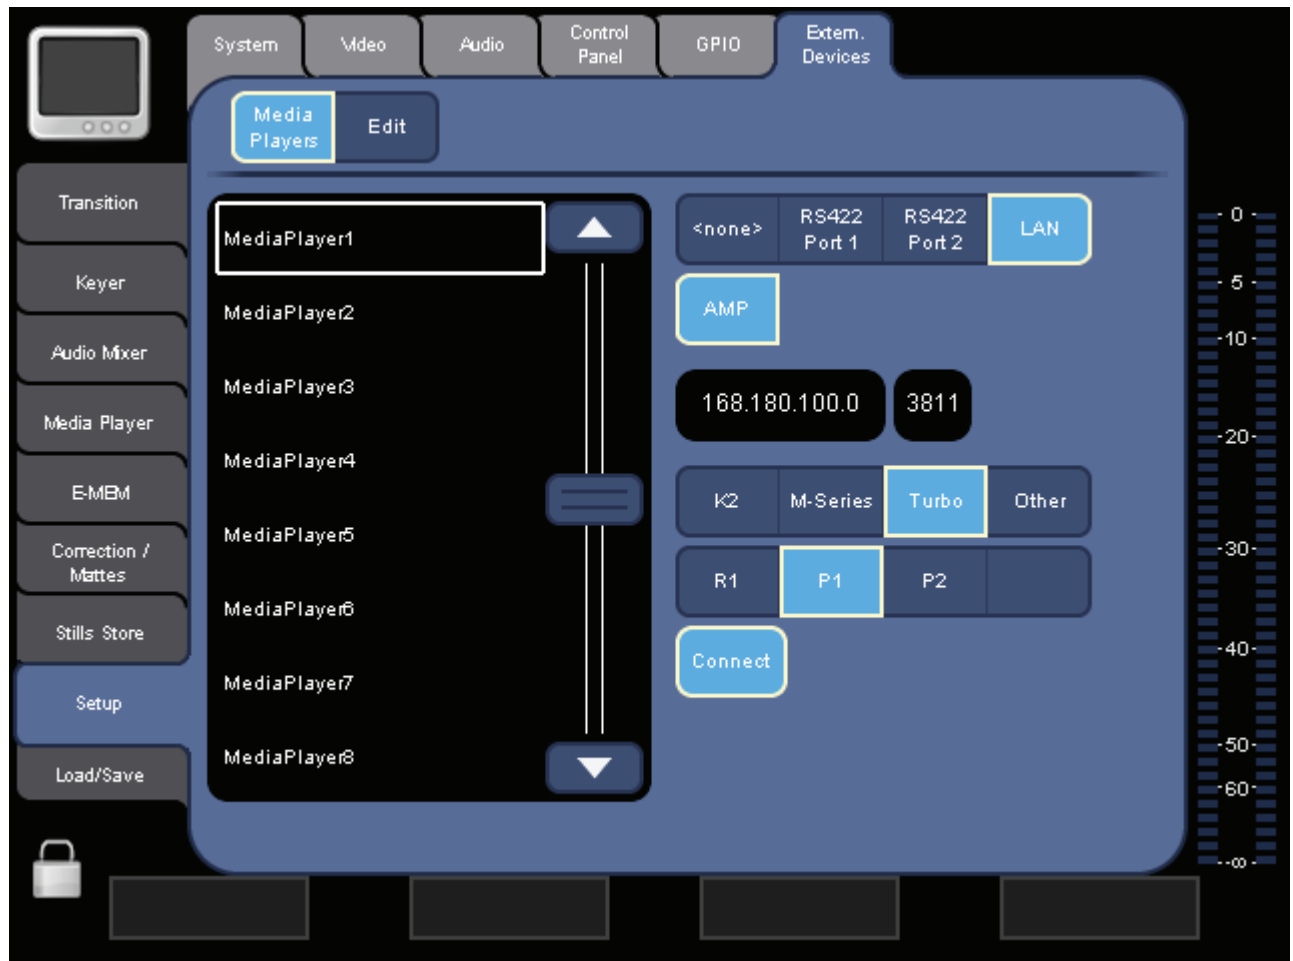 System
Video
Audio
Control
Panel
GPIO
Extern.
Devices
Media
Players
Edit
Transition
Keyer
Audio Mixer
Media Player
E-MEM
Correction /
Mattes
Stills Store
Setup
Load/Save
MediaPlayer1
MediaPlayer2
MediaPlayer3
MediaPlayer4
MediaPlayer5
MediaPlayer6
MediaPlayer7
MediaPlayer8
<none>
RS422
Port 1
RS422
Port 2
LAN
AMP
168.180.100.0
3811
K2
M-Series
Turbo
Other
R1
P1
P2
Connect
- 0 -
- 5 -
-10-
-20-
-30-
-40-
-50-
-60-
--∞-